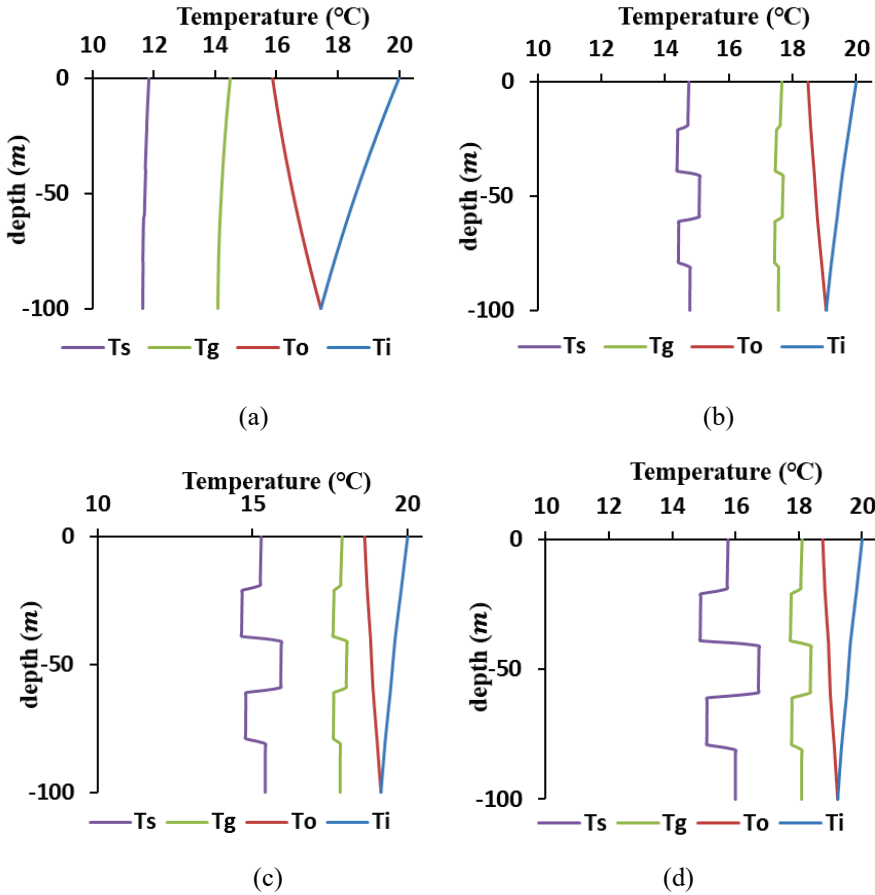 Temperature (°C)
10 12 14 16 18 20
0
-50
-100
depth (m)
Ts Tg To Ti
(a)
Temperature (°C)
10 12 14 16 18 20
0
-50
-100
depth (m)
Ts Tg To Ti
(b)
Temperature (°C)
10 15 20
0
-50
-100
depth (m)
Ts Tg To Ti
(c)
Temperature (°C)
10 12 14 16 18 20
0
-50
-100
depth (m)
Ts Tg To Ti
(d)